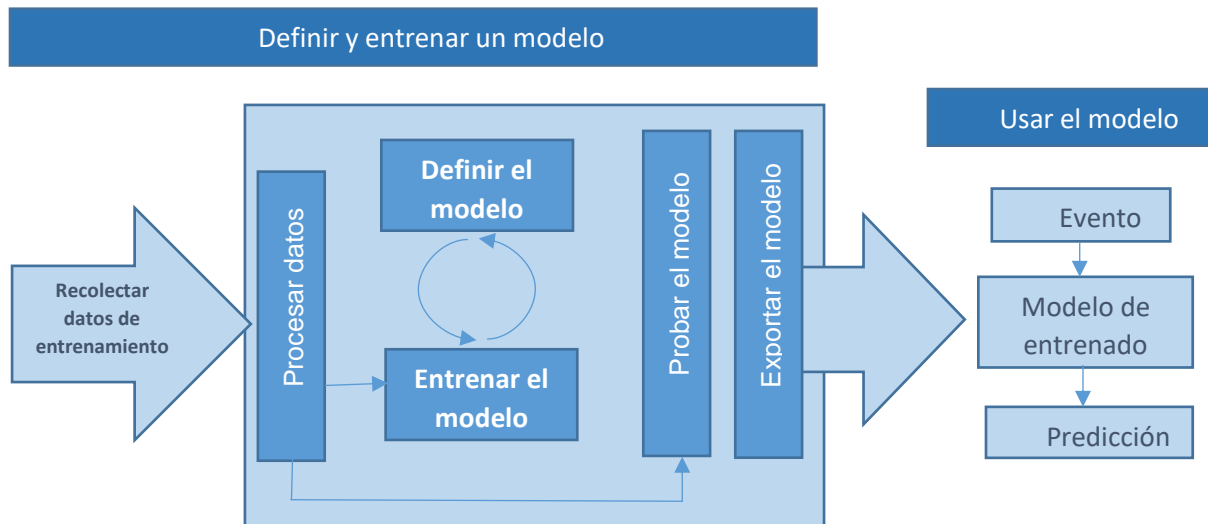 Definir y entrenar un modelo
Usar el modelo
Recolectar
datos de
entrenamiento
Procesar datos
Definir el
modelo
Entrenar el
modelo
Probar el modelo
Exportar el modelo
Evento
Modelo de
entrenado
Predicción